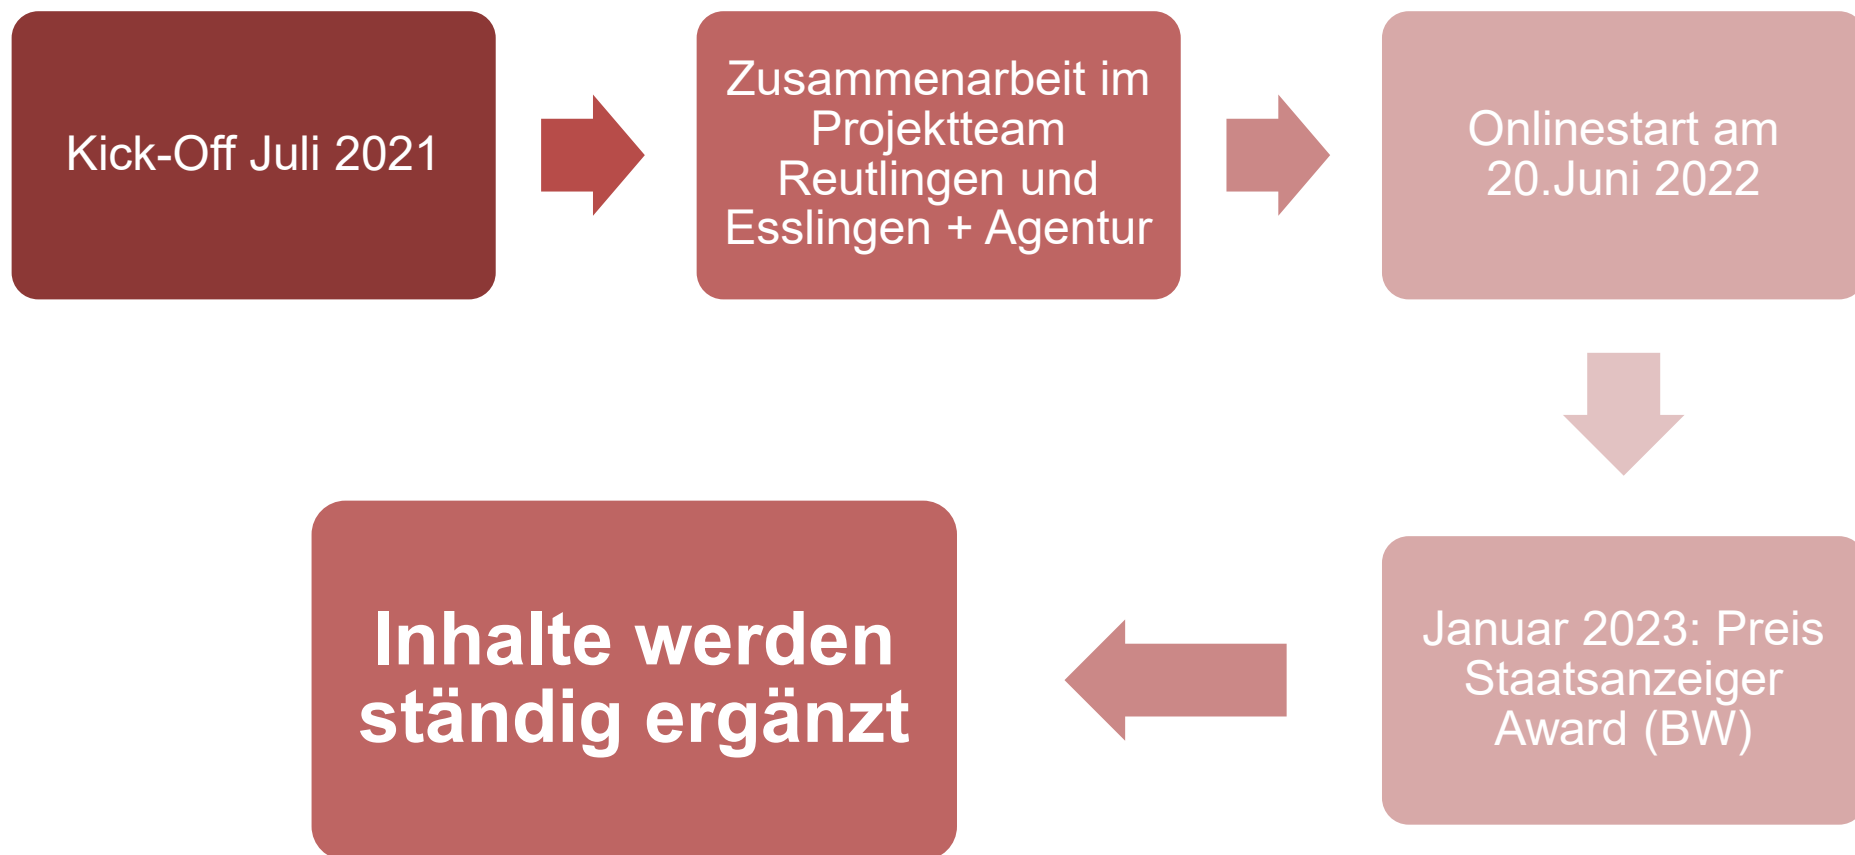 Kick-Off Juli 2021
Zusammenarbeit im
Projektteam
Reutlingen und
Esslingen + Agentur
Onlinestart am
20.Juni 2022
Januar 2023: Preis
Staatsanzeiger
Award (BW)
Inhalte werden
ständig ergänzt